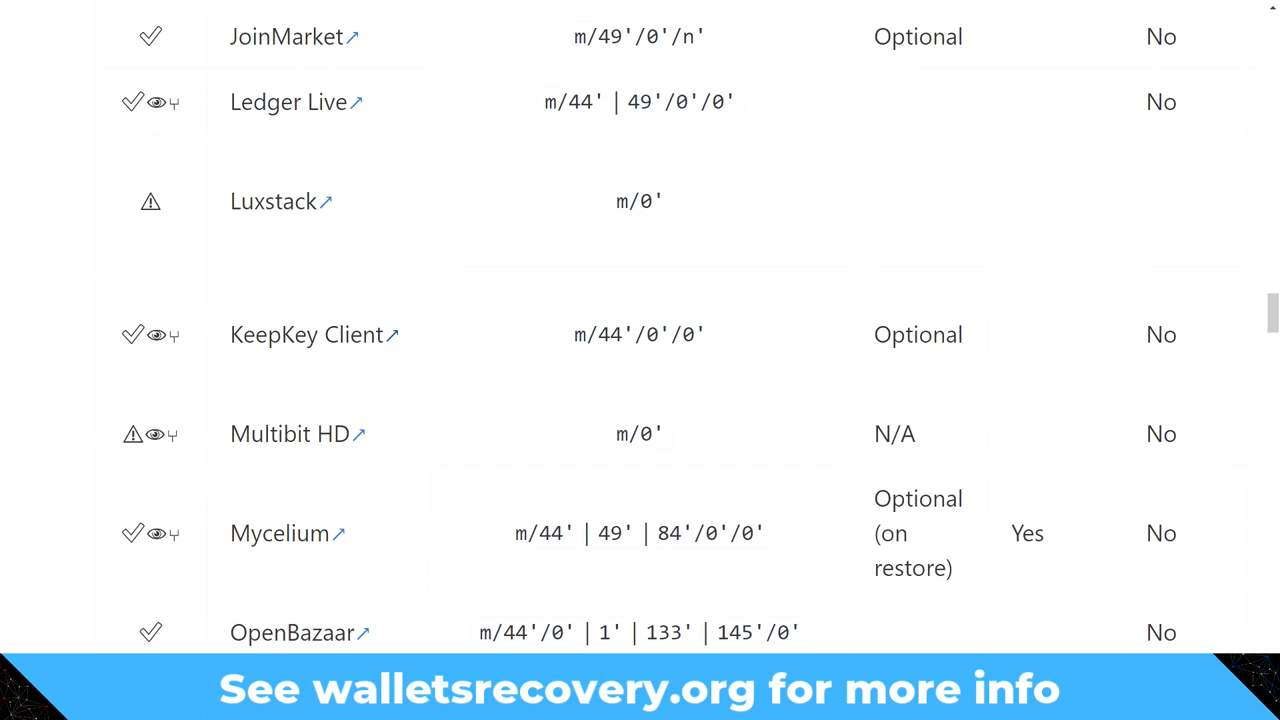 JoinMarket↗ m/49'/0'/n' Optional No
Ledger Live↗ m/44' | 49'/0'/0' No
Luxstack↗ m/0'
KeepKey Client↗ m/44'/0'/0' Optional No
Multibit HD↗ m/0' N/A No
Optional
Mycelium↗ m/44' | 49' | 84'/0'/0' (on Yes No
restore)
OpenBazaar↗ m/44'/0' | 1' | 133' | 145'/0' No
See walletsrecovery.org for more info